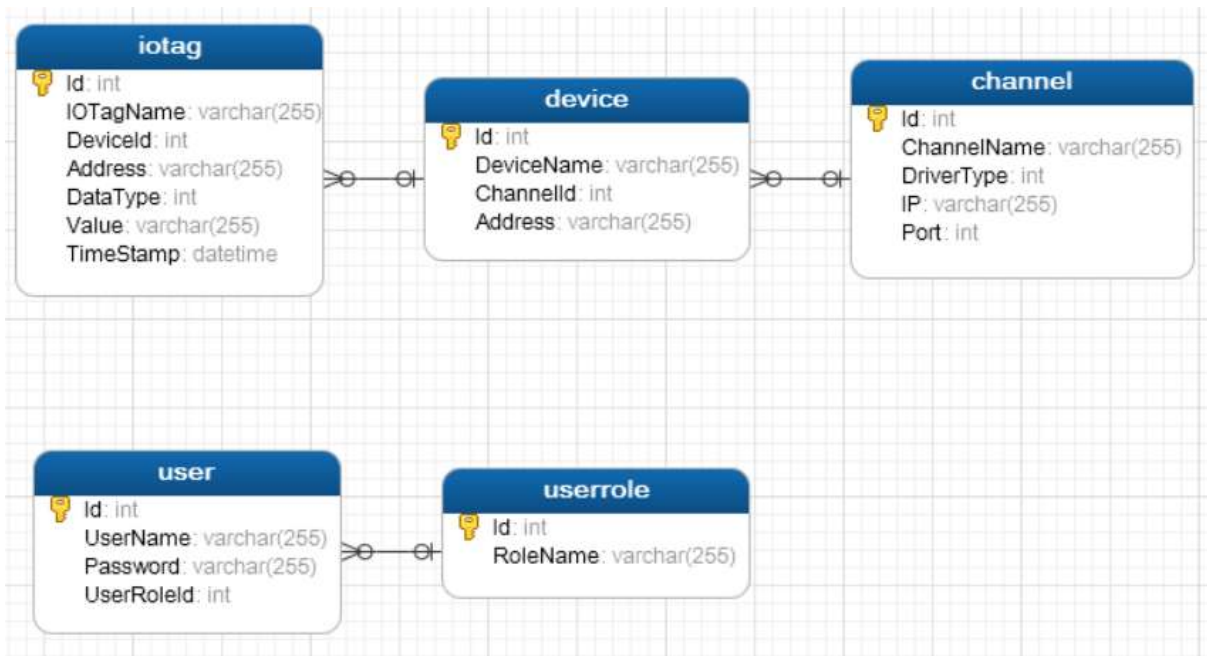 iotag
Id: int
IOTagName: varchar(255)
DeviceId: int
Address: varchar(255)
DataType: int
Value: varchar(255)
TimeStamp: datetime
device
Id: int
DeviceName: varchar(255)
ChannelId: int
Address: varchar(255)
channel
Id: int
ChannelName: varchar(255)
DriverType: int
IP: varchar(255)
Port: int
user
Id: int
UserName: varchar(255)
Password: varchar(255)
UserRoleId: int
userrole
Id: int
RoleName: varchar(255)